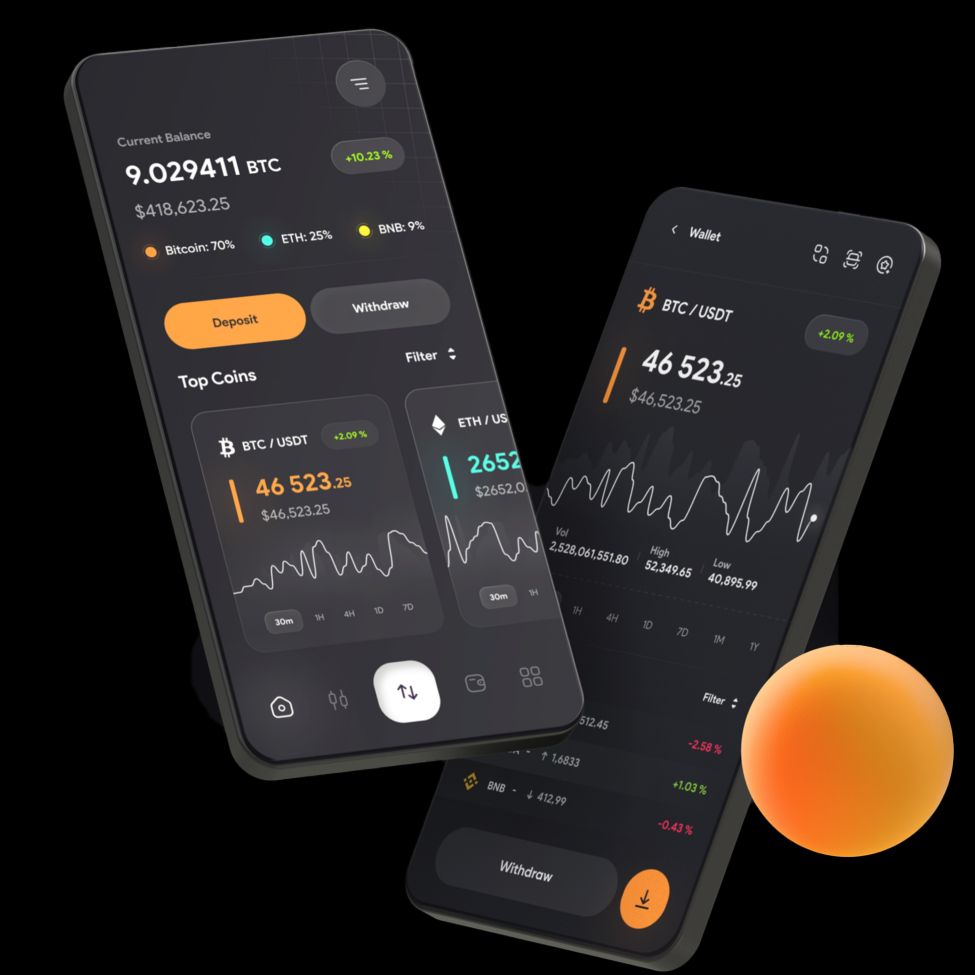 Current Balance
9.029411 BTC
+10.23 %
$418,623.25
Bitcoin: 70%
ETH: 25%
BNB: 9%
Deposit
Withdraw
Top Coins
Filter
BTC / USDT
+2.09 %
46 523.25
$46,523.25
30m 1H 4H 1D 7D
ETH / US
2652
$2652,0
30m 1H
Wallet
BTC / USDT
+2.09 %
46 523.25
$46,523.25
Vol
2,528,061,551.80
High
52,349.65
Low
40,895.99
1H 4H 1D 7D 1M 1Y
Filter
512.45
-2.58 %
- ↑ 1,6833
+1.03 %
BNB - ↓ 412,99
-0.43 %
Withdraw